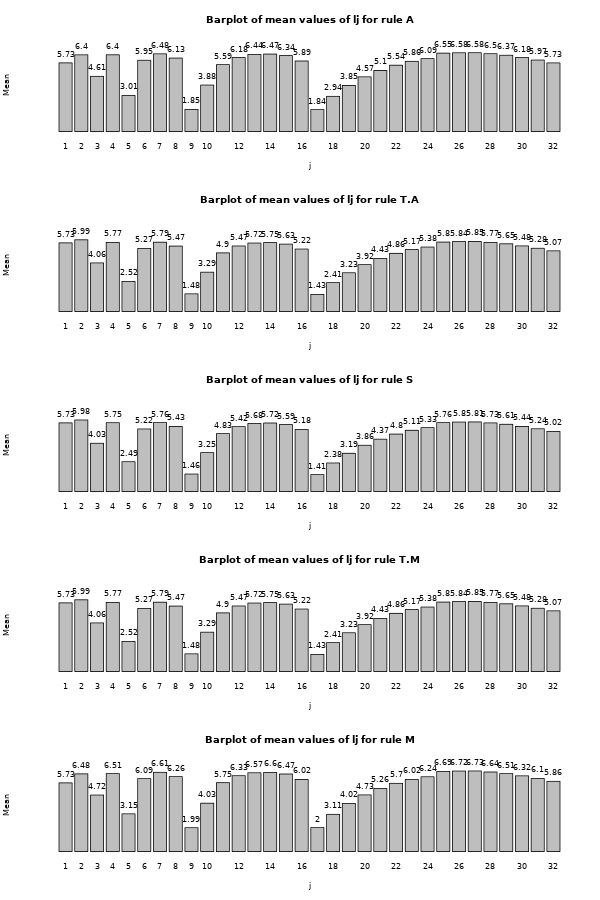 Barplot of mean values of lj for rule A
Mean
5.73 6.4 4.61 6.4 3.01 5.95 6.48 6.13 1.85 3.88 5.59 6.18 6.44 6.47 6.34 5.89 1.84 2.94 3.85 4.57 5.1 5.54 5.86 6.09 6.55 6.58 6.58 6.5 6.37 6.18 5.97 5.73
1 2 3 4 5 6 7 8 9 10 12 14 16 18 20 22 24 26 28 30 32
j
Barplot of mean values of lj for rule T.A
Mean
5.73 5.99 4.06 5.77 2.52 5.27 5.79 5.47 1.48 3.29 4.9 5.47 5.72 5.75 5.63 5.22 1.43 2.41 3.23 3.92 4.43 4.86 5.17 5.38 5.8 5.84 5.85 5.77 5.65 5.48 5.28 5.07
1 2 3 4 5 6 7 8 9 10 12 14 16 18 20 22 24 26 28 30 32
j
Barplot of mean values of lj for rule S
Mean
5.73 5.98 4.03 5.75 2.49 5.22 5.76 5.43 1.46 3.25 4.83 5.42 5.68 5.72 5.59 5.18 1.41 2.38 3.19 3.86 4.37 4.8 5.11 5.33 5.76 5.8 5.81 5.73 5.61 5.44 5.24 5.02
1 2 3 4 5 6 7 8 9 10 12 14 16 18 20 22 24 26 28 30 32
j
Barplot of mean values of lj for rule T.M
Mean
5.73 5.99 4.06 5.77 2.52 5.27 5.79 5.47 1.48 3.29 4.9 5.47 5.72 5.75 5.63 5.22 1.43 2.41 3.23 3.92 4.43 4.86 5.17 5.38 5.8 5.84 5.85 5.77 5.65 5.48 5.28 5.07
1 2 3 4 5 6 7 8 9 10 12 14 16 18 20 22 24 26 28 30 32
j
Barplot of mean values of lj for rule M
Mean
5.73 6.48 4.72 6.51 3.15 6.09 6.61 6.26 1.99 4.03 5.75 6.33 6.57 6.6 6.47 6.02 2 3.11 4.02 4.73 5.26 5.7 6.02 6.24 6.69 6.72 6.73 6.64 6.51 6.32 6.1 5.86
1 2 3 4 5 6 7 8 9 10 12 14 16 18 20 22 24 26 28 30 32
j